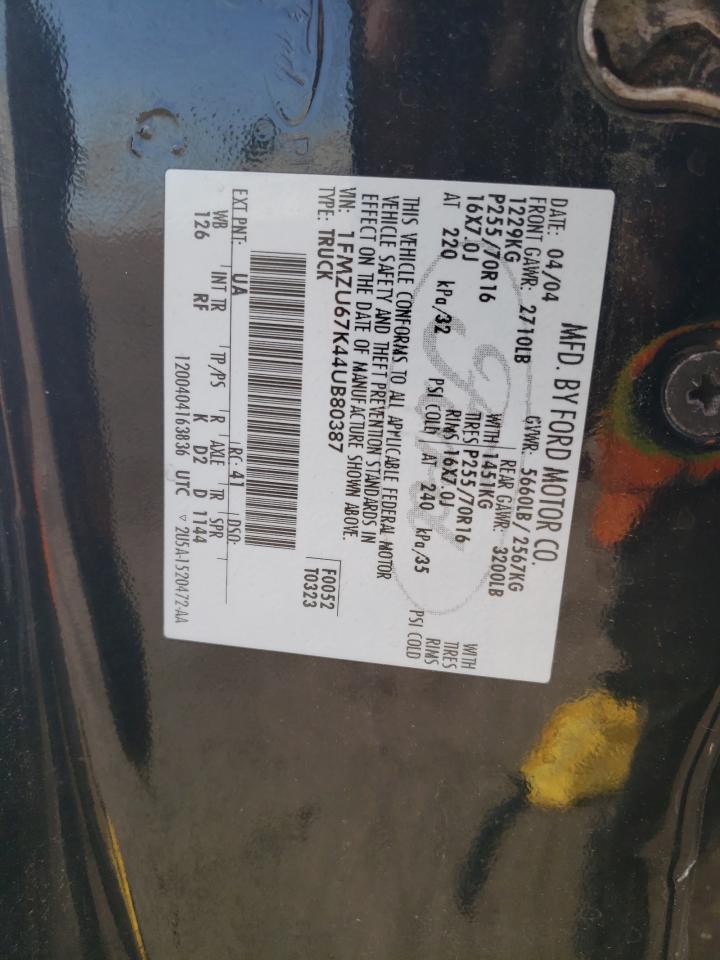 MFD. BY FORD MOTOR CO.
DATE: 04/04 GVWR: 5660LB / 2567KG
FRONT GAWR: 2710LB REAR GAWR: 3200LB
1229KG WITH 1451KG WITH
P255/70R16 TIRES P255/70R16 TIRES
16X7.0J RIMS 16X7.0J RIMS
AT 220 kPa/32 PSI COLD AT 240 kPa/35 PSI COLD
THIS VEHICLE CONFORMS TO ALL APPLICABLE FEDERAL MOTOR
VEHICLE SAFETY AND THEFT PREVENTION STANDARDS IN
EFFECT ON THE DATE OF MANUFACTURE SHOWN ABOVE.
VIN: 1FMZU67K44UB80387
TYPE: TRUCK
F0052
T0323
EXT PNT: UA RC: 41 DSO:
WB INT TR TP/PS R AXLE TR SPR
126 RF K D2 D 1144
1200404163836 UTC ▽ 2U5A-1520472-AA
Ford